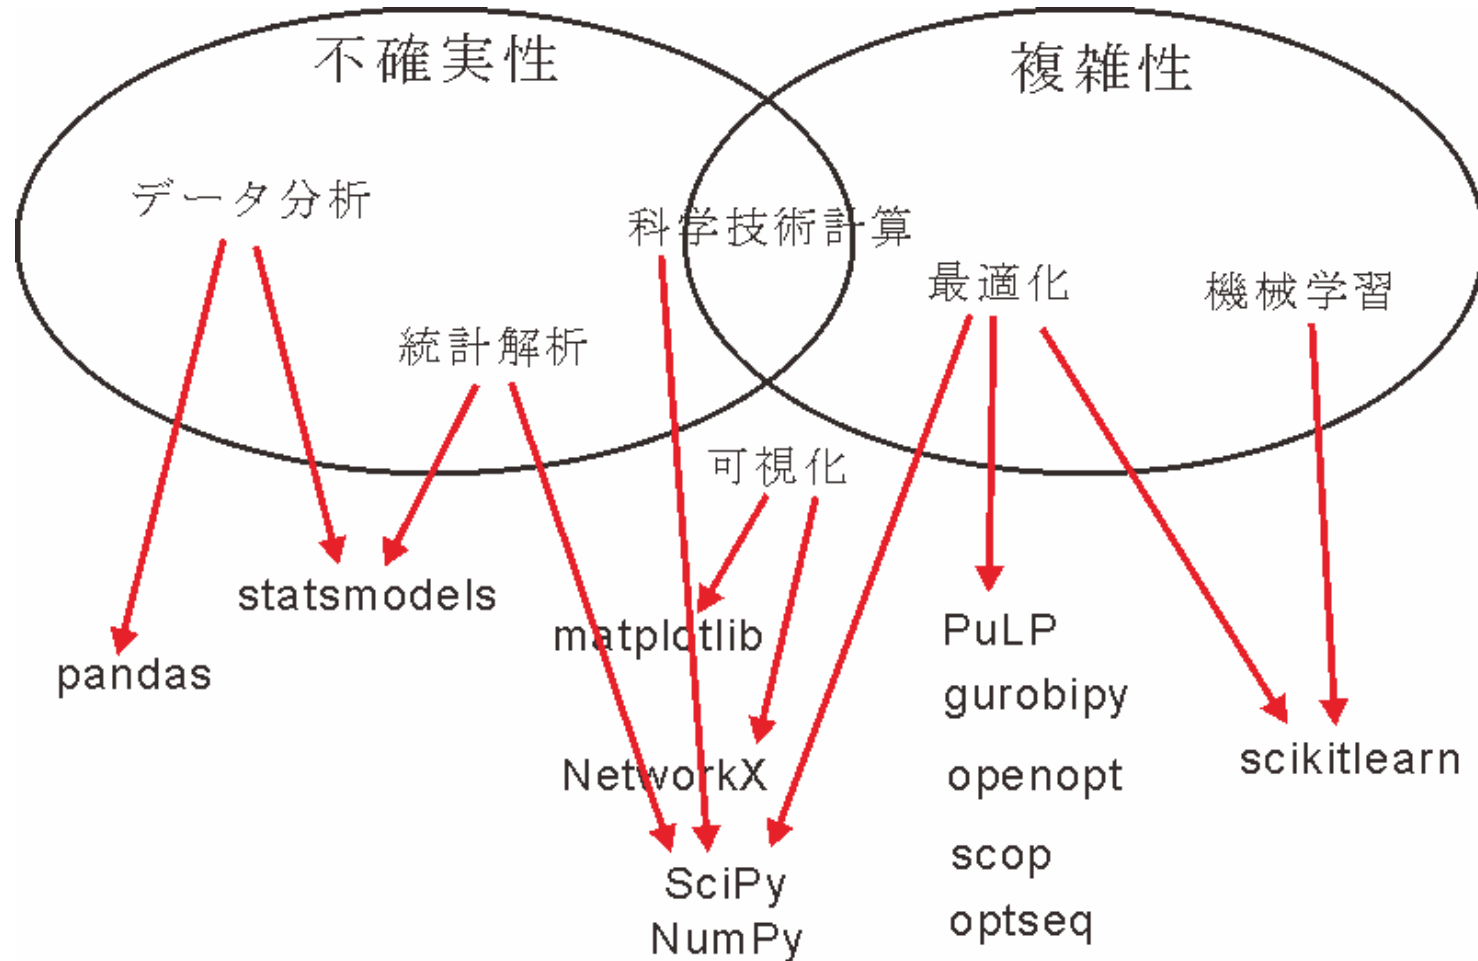 不確実性
複雑性
データ分析
科学技術計算
最適化
機械学習
統計解析
可視化
statsmodels
matplotlib
PuLP
pandas
gurobipy
NetworkX
openopt
scikitlearn
scop
SciPy
optseq
NumPy